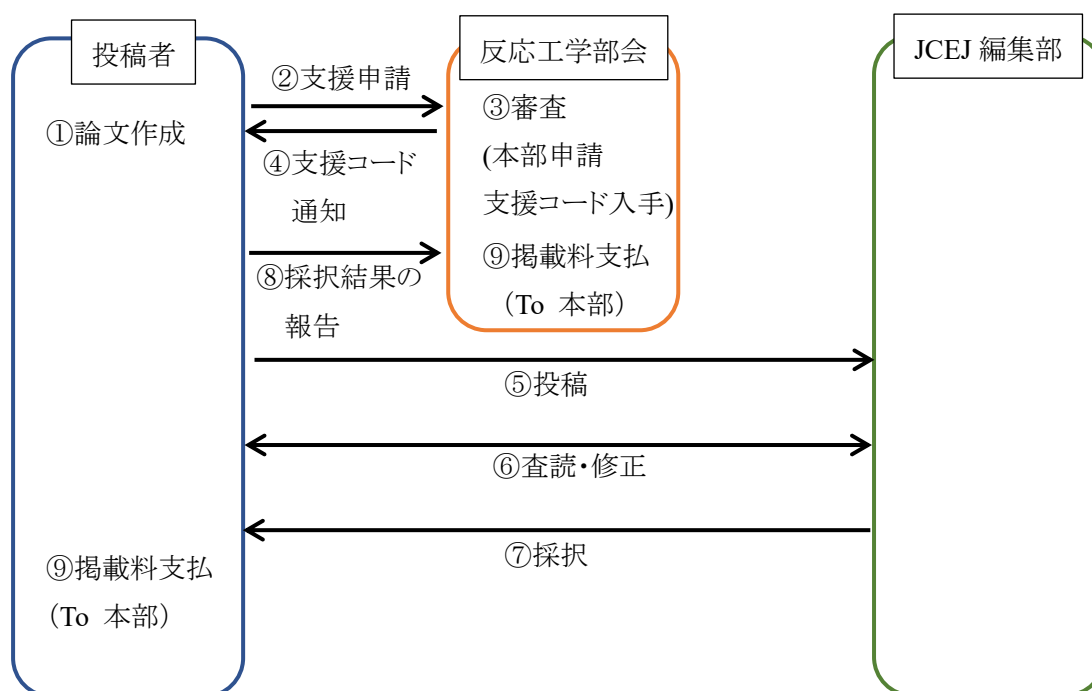 投稿者
反応工学部会
JCEJ 編集部
②支援申請
①論文作成
③審査
(本部申請
支援コード入手)
④支援コード
通知
⑨掲載料支払
（To 本部）
⑧採択結果の
報告
⑤投稿
⑥査読・修正
⑦採択
⑨掲載料支払
（To 本部）